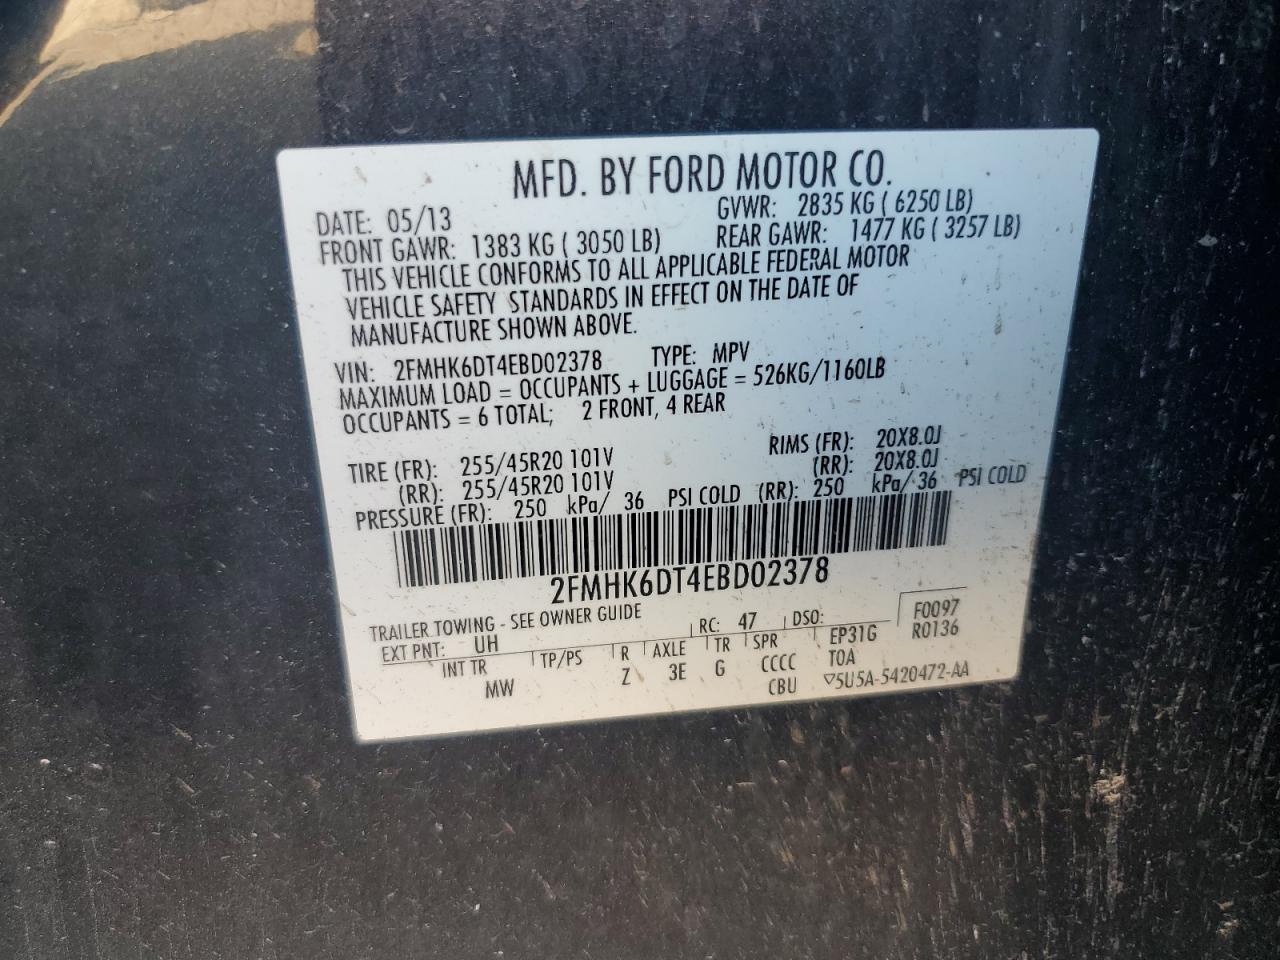 MFD. BY FORD MOTOR CO.
DATE: 05/13 GVWR: 2835 KG ( 6250 LB)
FRONT GAWR: 1383 KG ( 3050 LB) REAR GAWR: 1477 KG ( 3257 LB)
THIS VEHICLE CONFORMS TO ALL APPLICABLE FEDERAL MOTOR
VEHICLE SAFETY STANDARDS IN EFFECT ON THE DATE OF
MANUFACTURE SHOWN ABOVE.
VIN: 2FMHK6DT4EBD02378 TYPE: MPV
MAXIMUM LOAD = OCCUPANTS + LUGGAGE = 526KG/1160LB
OCCUPANTS = 6 TOTAL; 2 FRONT, 4 REAR
TIRE (FR): 255/45R20 101V RIMS (FR): 20X8.0J
(RR): 255/45R20 101V (RR): 20X8.0J
PRESSURE (FR): 250 kPa/ 36 PSI COLD (RR): 250 kPa/ 36 PSI COLD
2FMHK6DT4EBD02378
TRAILER TOWING - SEE OWNER GUIDE
EXT PNT: UH RC: 47 DSO: F0097
INT TR TP/PS R AXLE TR SPR EP31G R0136
MW Z 3E G CCCC TOA
CBU ▽5U5A-5420472-AA